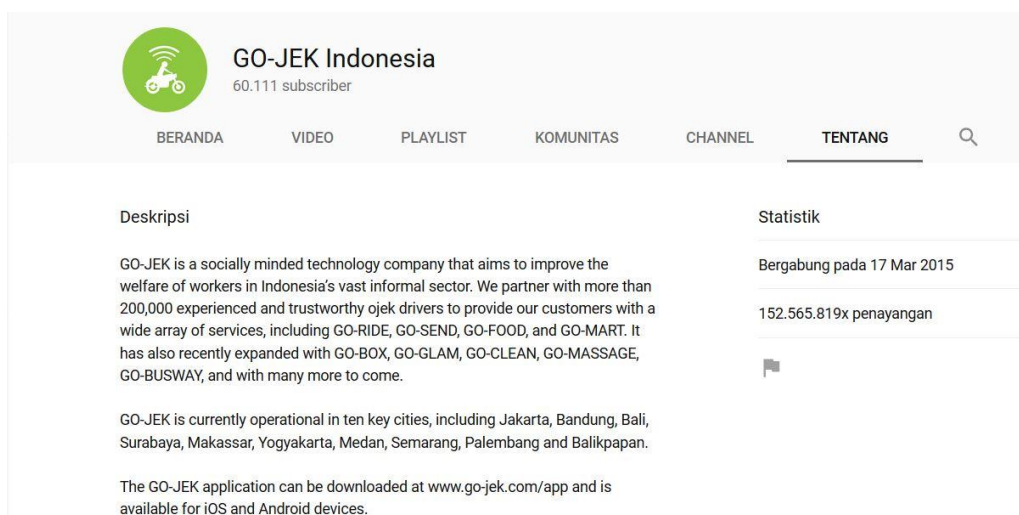 GO-JEK Indonesia
60.111 subscriber
BERANDA VIDEO PLAYLIST KOMUNITAS CHANNEL TENTANG
Deskripsi
GO-JEK is a socially minded technology company that aims to improve the
welfare of workers in Indonesia's vast informal sector. We partner with more than
200,000 experienced and trustworthy ojek drivers to provide our customers with a
wide array of services, including GO-RIDE, GO-SEND, GO-FOOD, and GO-MART. It
has also recently expanded with GO-BOX, GO-GLAM, GO-CLEAN, GO-MASSAGE,
GO-BUSWAY, and with many more to come.
GO-JEK is currently operational in ten key cities, including Jakarta, Bandung, Bali,
Surabaya, Makassar, Yogyakarta, Medan, Semarang, Palembang and Balikpapan.
The GO-JEK application can be downloaded at www.go-jek.com/app and is
available for iOS and Android devices.
Statistik
Bergabung pada 17 Mar 2015
152.565.819x penayangan